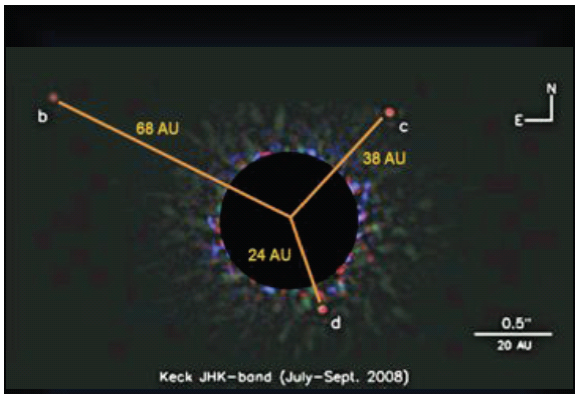 b
68 AU
c
N
E
38 AU
24 AU
d
0.5"
20 AU
Keck JHK-band (July-Sept. 2008)